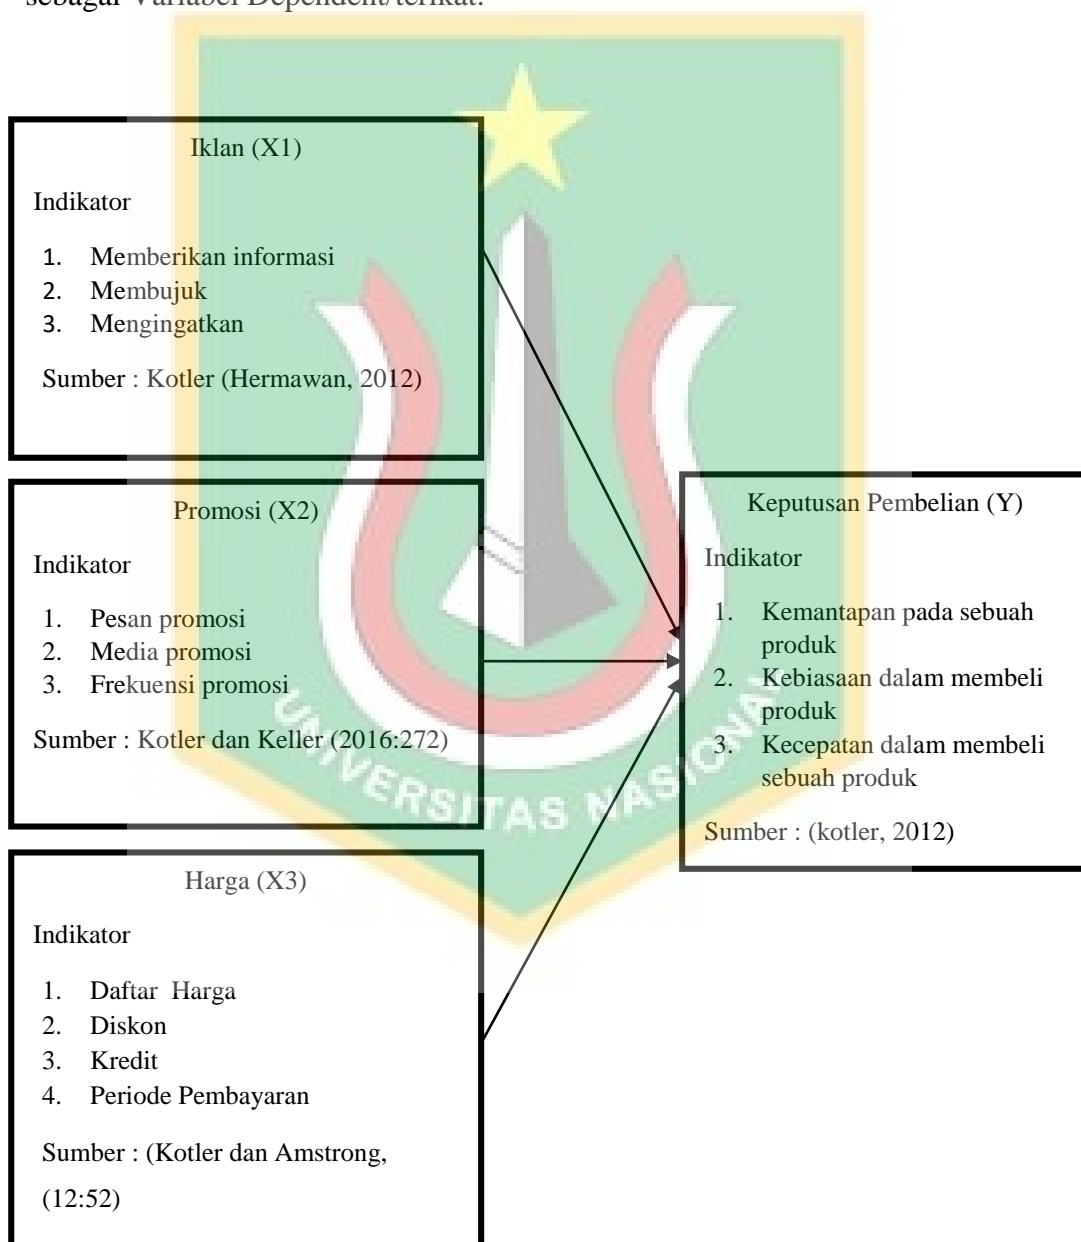 sebagai Variabel Dependent/terikat.
Iklan (X1)
Indikator
1. Memberikan informasi
2. Membujuk
3. Mengingatkan
Sumber : Kotler (Hermawan, 2012)
Promosi (X2)
Indikator
1. Pesan promosi
2. Media promosi
3. Frekuensi promosi
Sumber : Kotler dan Keller (2016:272)
Harga (X3)
Indikator
1. Daftar Harga
2. Diskon
3. Kredit
4. Periode Pembayaran
Sumber : (Kotler dan Amstrong,
(12:52)
Keputusan Pembelian (Y)
Indikator
1. Kemantapan pada sebuah
produk
2. Kebiasaan dalam membeli
produk
3. Kecepatan dalam membeli
sebuah produk
Sumber : (kotler, 2012)
UNIVERSITAS NASIONAL